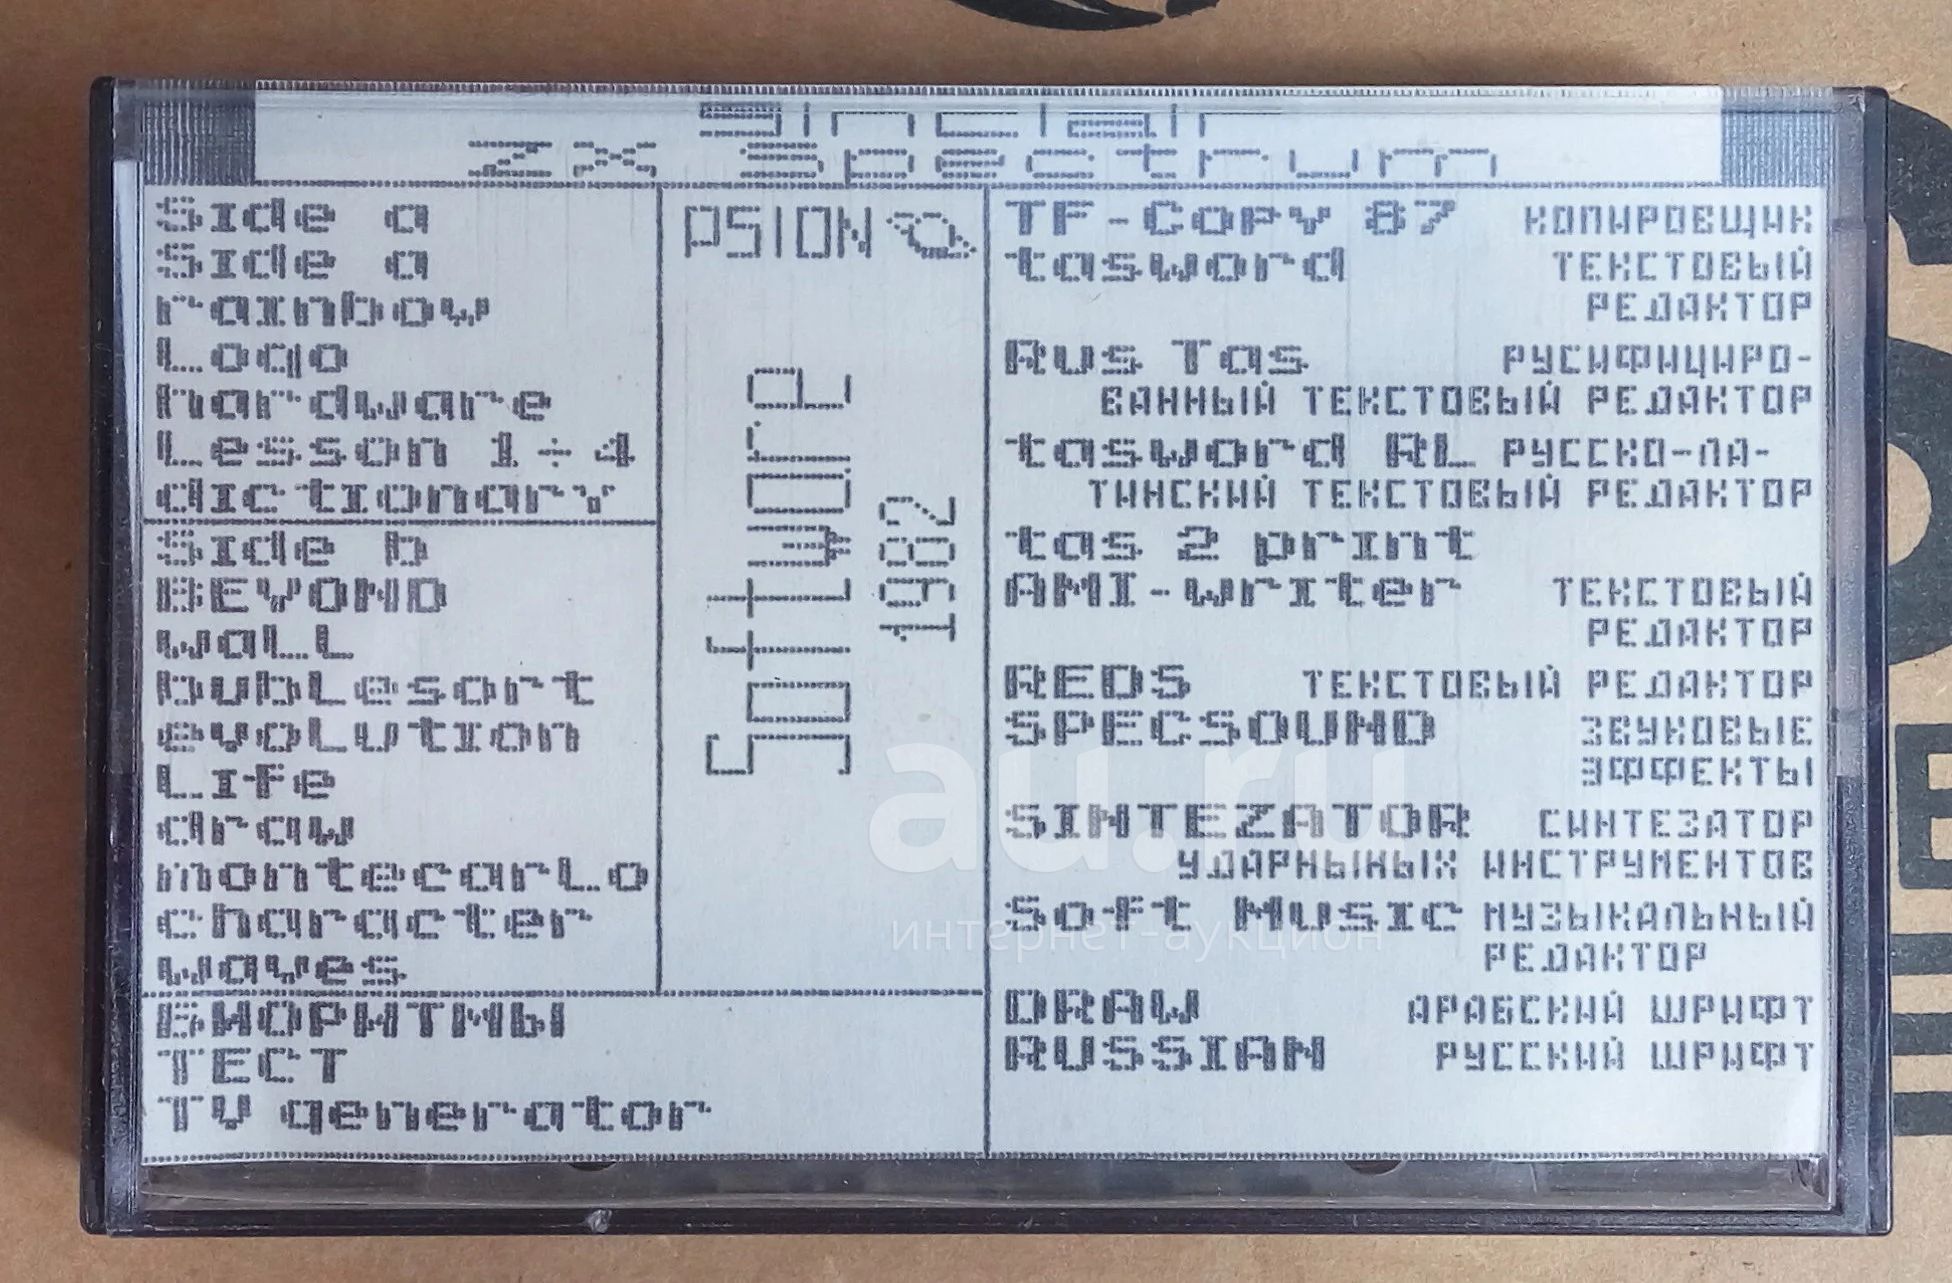 Sinclair
ZX Spectrum
Side a
Side a
rainbow
Logo
hardware
Lesson 1÷4
dictionary
Side b
BEYOND
waLL
bubLesort
evoLution
Life
draw
montecarLo
character
waves
PSION
Software
1982
TF-Copy 87 КОПИРОВЩИК
tasword ТЕКСТОВЫЙ
РЕДАКТОР
Rus Tas РУСИФИЦИРО-
ВАННЫЙ ТЕКСТОВЫЙ РЕДАКТОР
tasword RL РУССКО-ЛА-
ТИНСКИЙ ТЕКСТОВЫЙ РЕДАКТОР
tas 2 print
AMI-writer ТЕКСТОВЫЙ
РЕДАКТОР
REDS ТЕКСТОВЫЙ РЕДАКТОР
SPECSOUND ЗВУКОВЫЕ
ЭФФЕКТЫ
SINTEZATOR СИНТЕЗАТОР
УДАРНЫНЫХ ИНСТРУМЕНТОВ
Soft Music МУЗЫКАЛЬНЫЙ
РЕДАКТОР
DRAW АРАБСКИЙ ШРИФТ
RUSSIAN РУССКИЙ ШРИФТ
БИОРИТМЫ
ТЕСТ
TV generator
au.ru
интернет-аукцион